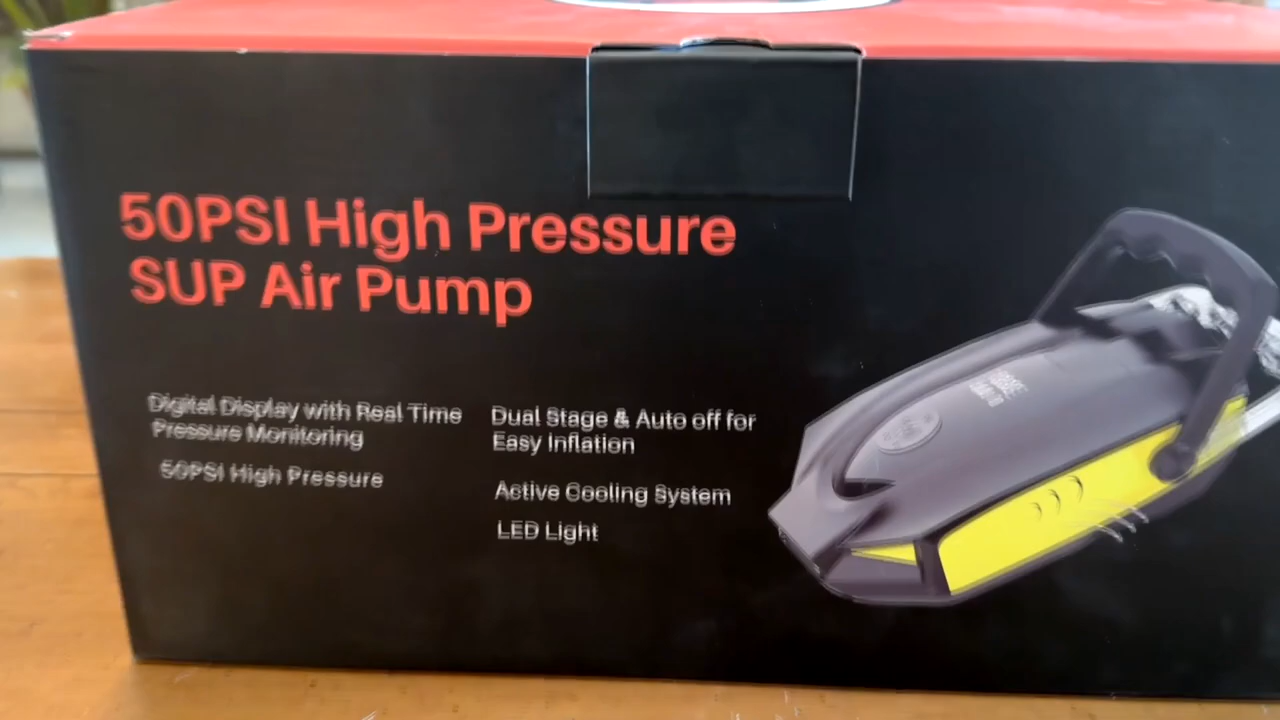 50PSI High Pressure
SUP Air Pump
Digital Display with Real Time
Pressure Monitoring
50PSI High Pressure
Dual Stage & Auto off for
Easy Inflation
Active Cooling System
LED Light